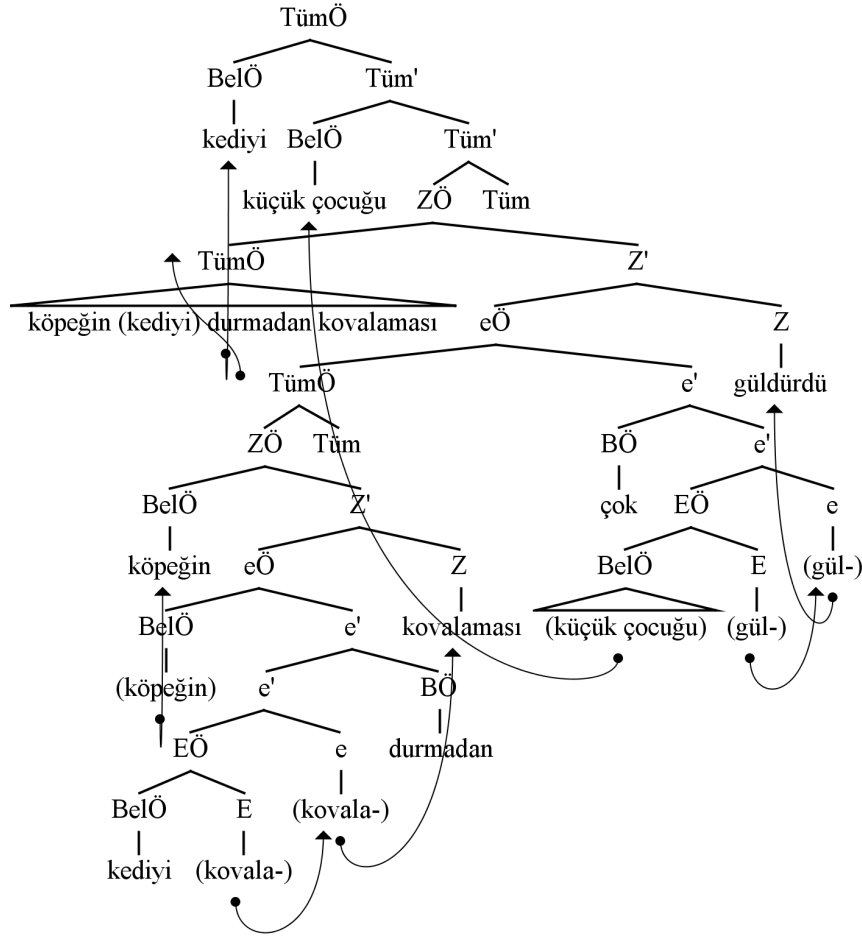 TümÖ
BelÖ Tüm'
kediyi BelÖ Tüm'
küçük çocuğu ZÖ Tüm
TümÖ Z'
köpeğin (kediyi) durmadan kovalaması eÖ Z
TümÖ e' güldürdü
ZÖ Tüm BÖ e'
BelÖ Z' çok EÖ e
köpeğin eÖ Z BelÖ E (gül-)
BelÖ e' kovalaması (küçük çocuğu) (gül-)
(köpeğin) e' BÖ
EÖ e durmadan
BelÖ E (kovala-)
kediyi (kovala-)